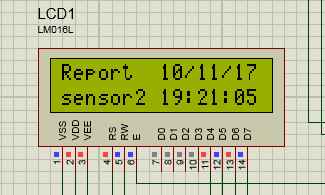 LCD1
LM016L
Report 10/11/17
sensor2 19:21:05
VSS VDD VEE RS RW E D0 D1 D2 D3 D4 D5 D6 D7
1 2 3 4 5 6 7 8 9 10 11 12 13 14